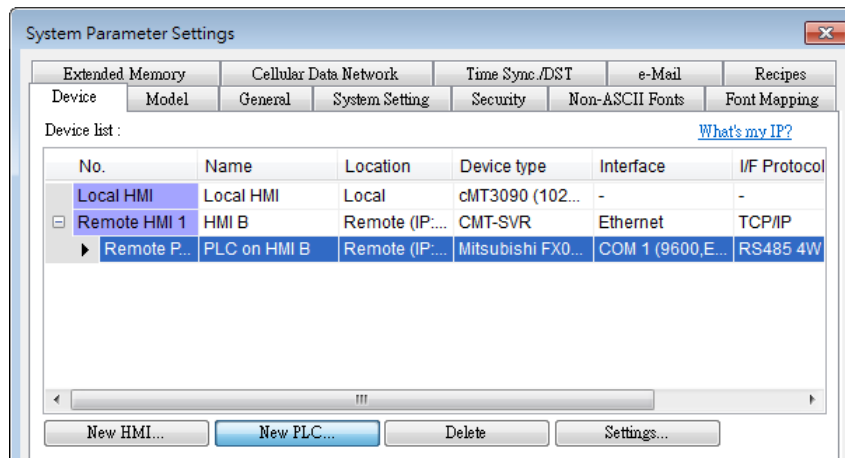 System Parameter Settings
Extended Memory Cellular Data Network Time Sync./DST e-Mail Recipes
Device Model General System Setting Security Non-ASCII Fonts Font Mapping
Device list : What's my IP?
No. Name Location Device type Interface I/F Protocol
Local HMI Local HMI Local cMT3090 (102... - -
Remote HMI 1 HMI B Remote (IP:... CMT-SVR Ethernet TCP/IP
Remote P... PLC on HMI B Remote (IP:... Mitsubishi FX0... COM 1 (9600,E... RS485 4W
New HMI... New PLC... Delete Settings...